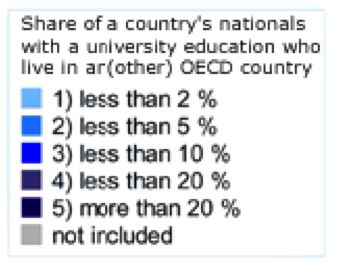 Share of a country's nationals
with a university education who
live in ar(other) OECD country
1) less than 2 %
2) less than 5 %
3) less than 10 %
4) less than 20 %
5) more than 20 %
not included